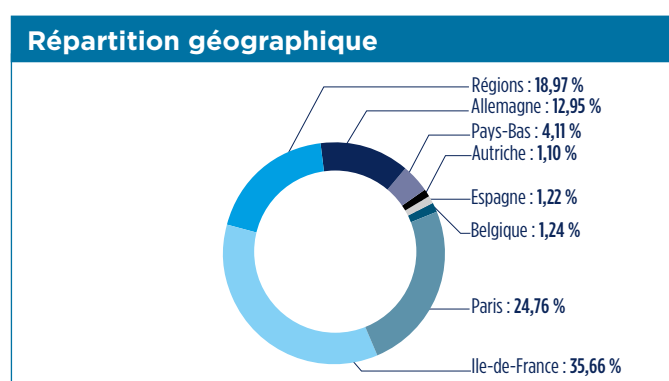 Répartition géographique
Régions : 18,97 %
Allemagne : 12,95 %
Pays-Bas : 4,11 %
Autriche : 1,10 %
Espagne : 1,22 %
Belgique : 1,24 %
Paris : 24,76 %
Ile-de-France : 35,66 %